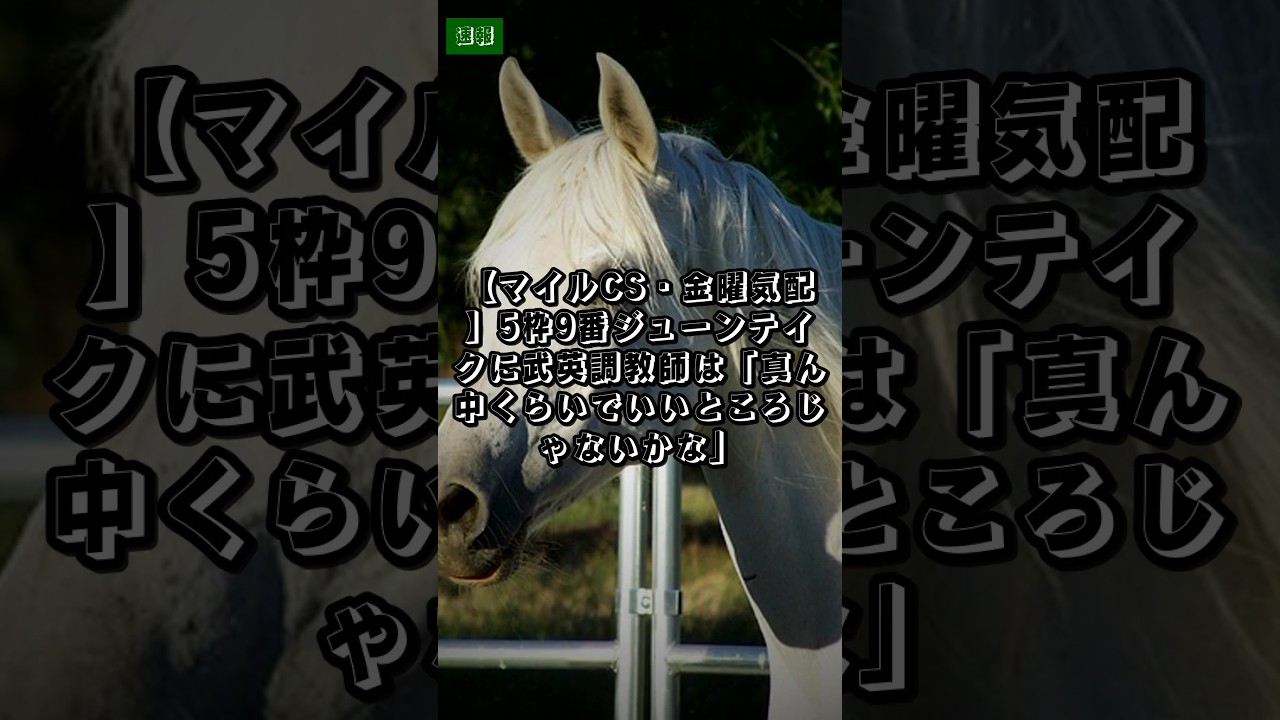 速報
【マイルCS・金曜気配
】5枠9番ジューンテイ
クに武英調教師は「真ん
中くらいでいいところじ
ゃないかな」